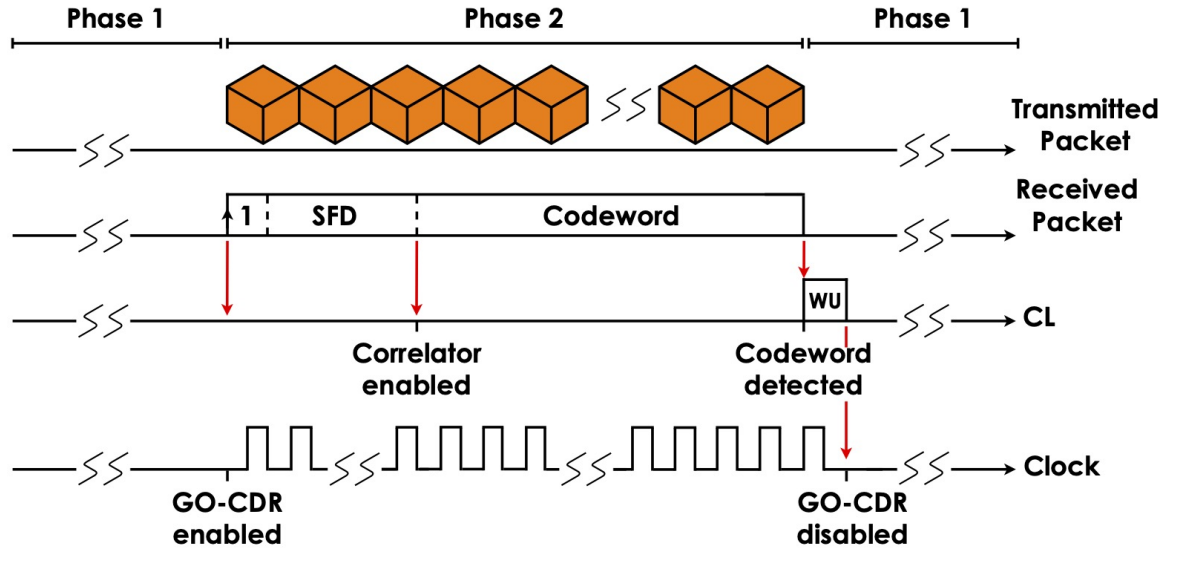 Phase 1
Phase 2
Phase 1
Transmitted
Packet
Received
Packet
1
SFD
Codeword
WU
CL
Correlator
enabled
Codeword
detected
Clock
GO-CDR
enabled
GO-CDR
disabled